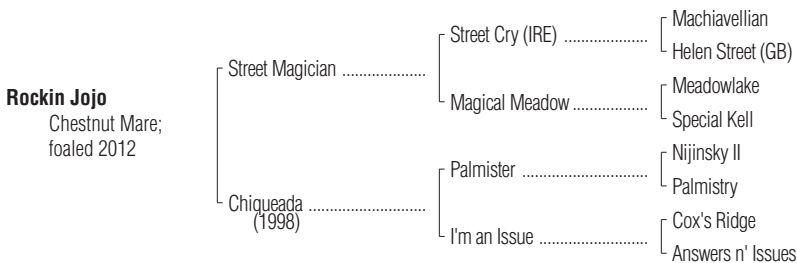 Rockin Jojo
Chestnut Mare;
foaled 2012
Street Magician ......................
Chiqueada ..............................
(1998)
Street Cry (IRE) ......................
Magical Meadow ...................
Palmister ................................
I'm an Issue ............................
Machiavellian
Helen Street (GB)
Meadowlake
Special Kell
Nijinsky II
Palmistry
Cox's Ridge
Answers n' Issues